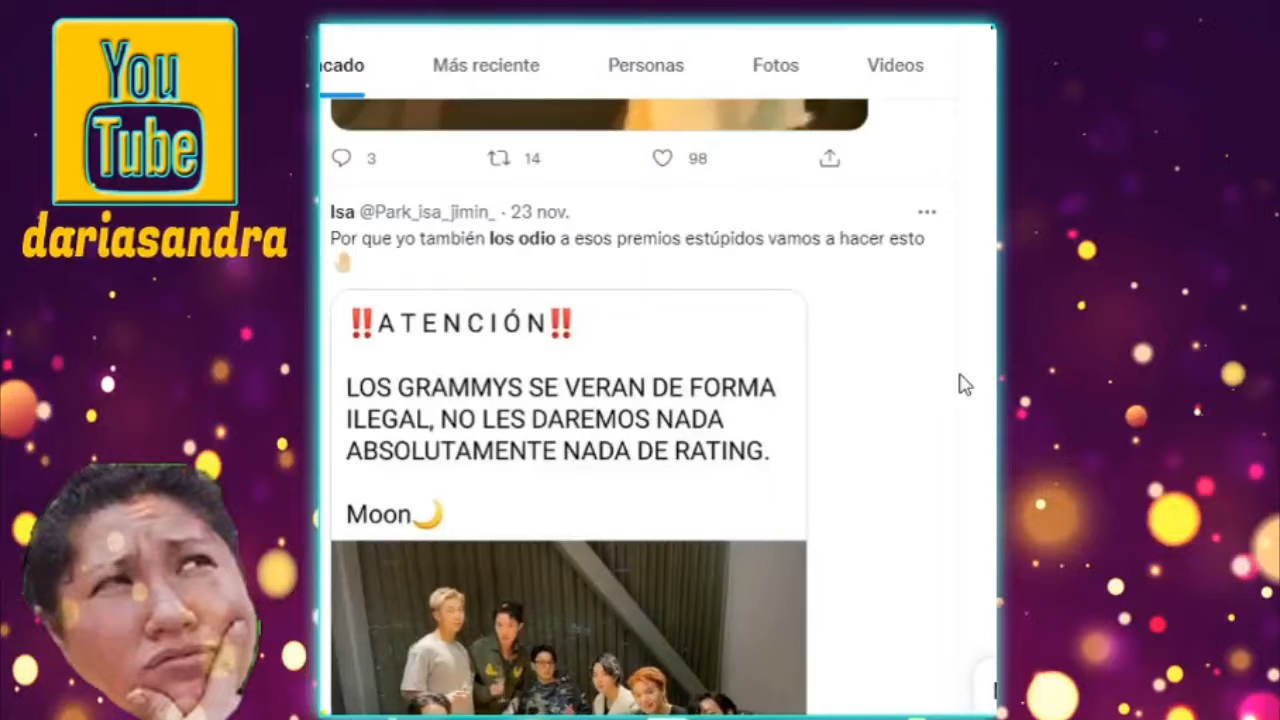 You
Tube
dariasandra
cado
Más reciente
Personas
Fotos
Videos
3
14
98
Isa @Park_isa_jimin_ · 23 nov.
Por que yo también los odio a esos premios estúpidos vamos a hacer esto
🤚🏼
‼️A T E N C I Ó N‼️
LOS GRAMMYS SE VERAN DE FORMA
ILEGAL, NO LES DAREMOS NADA
ABSOLUTAMENTE NADA DE RATING.
Moon🌙